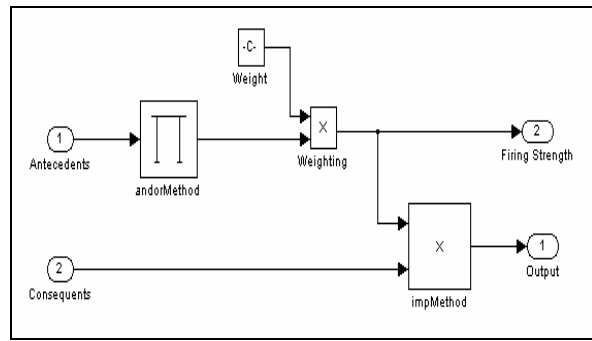 -C-
Weight
1
Antecedents
∏
andorMethod
X
Weighting
2
Firing Strength
2
Consequents
X
impMethod
1
Output